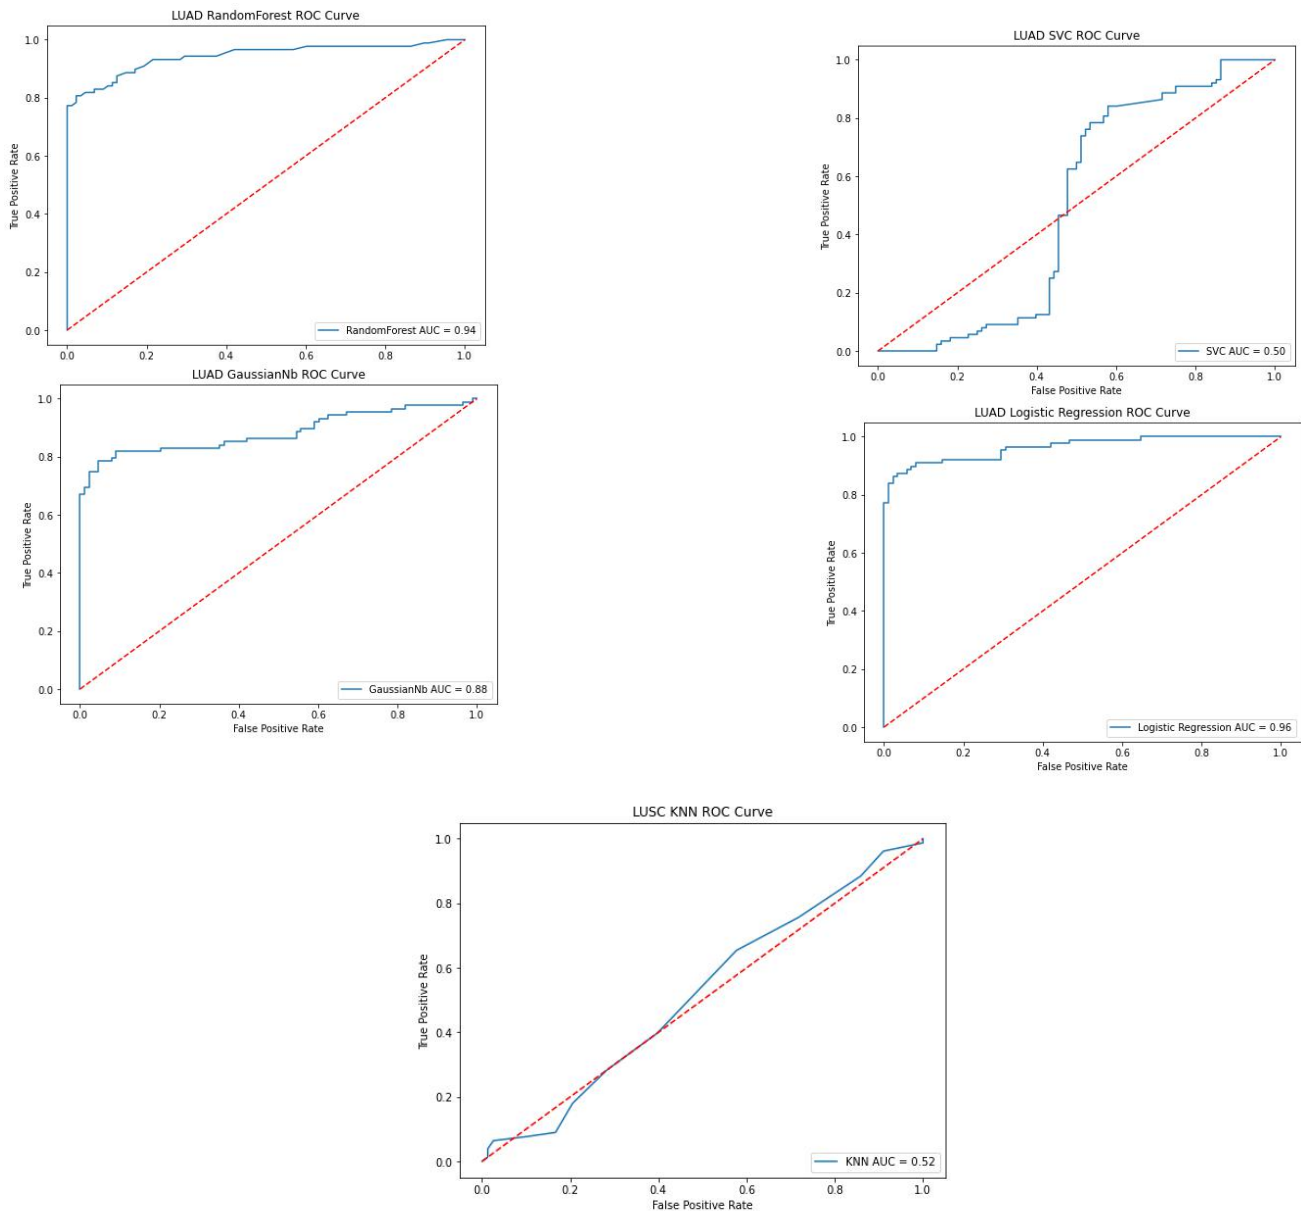 LUAD RandomForest ROC Curve
True Positive Rate
1.0
0.8
0.6
0.4
0.2
0.0
RandomForest AUC = 0.94
0.0 0.2 0.4 0.6 0.8 1.0
LUAD SVC ROC Curve
True Positive Rate
1.0
0.8
0.6
0.4
0.2
0.0
SVC AUC = 0.50
0.0 0.2 0.4 0.6 0.8 1.0
False Positive Rate
LUAD GaussianNb ROC Curve
True Positive Rate
1.0
0.8
0.6
0.4
0.2
0.0
GaussianNb AUC = 0.88
0.0 0.2 0.4 0.6 0.8 1.0
False Positive Rate
LUAD Logistic Regression ROC Curve
True Positive Rate
1.0
0.8
0.6
0.4
0.2
0.0
Logistic Regression AUC = 0.96
0.0 0.2 0.4 0.6 0.8 1.0
False Positive Rate
LUSC KNN ROC Curve
True Positive Rate
1.0
0.8
0.6
0.4
0.2
0.0
KNN AUC = 0.52
0.0 0.2 0.4 0.6 0.8 1.0
False Positive Rate